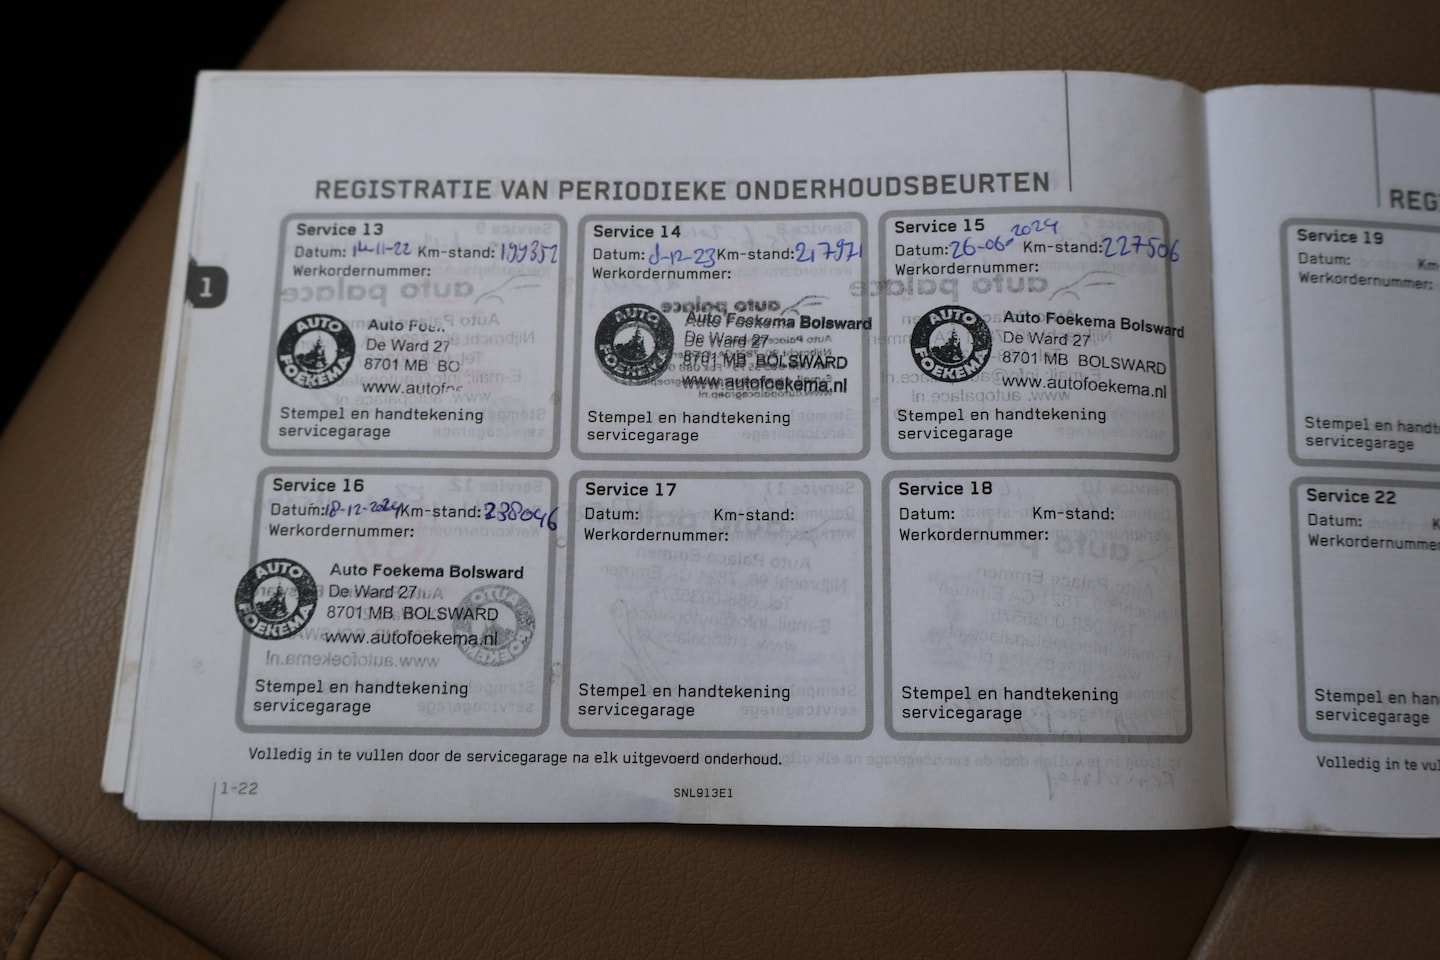 REGISTRATIE VAN PERIODIEKE ONDERHOUDSBEURTEN
1
Service 13
Datum: 14-11-22 Km-stand: 199352
Werkordernummer:
AUTO FOEKEMA
Auto
De Ward 27
8701 MB BO
www.autofo
Stempel en handtekening
servicegarage
Service 14
Datum: -12-23 Km-stand: 217971
Werkordernummer:
AUTO FOEKEMA
Auto Foekema Bolsward
De Ward 27
8701 MB BOLSWARD
www.autofoekema.nl
Stempel en handtekening
servicegarage
Service 15
Datum: 26-06-2024 Km-stand: 227506
Werkordernummer:
AUTO FOEKEMA
Auto Foekema Bolsward
De Ward 27
8701 MB BOLSWARD
www.autofoekema.nl
Stempel en handtekening
servicegarage
Service 16
Datum: 18-12-2024 Km-stand: 238046
Werkordernummer:
AUTO FOEKEMA
Auto Foekema Bolsward
De Ward 27
8701 MB BOLSWARD
www.autofoekema.nl
Stempel en handtekening
servicegarage
Service 17
Datum: Km-stand:
Werkordernummer:
Stempel en handtekening
servicegarage
Service 18
Datum: Km-stand:
Werkordernummer:
Stempel en handtekening
servicegarage
Volledig in te vullen door de servicegarage na elk uitgevoerd onderhoud.
1-22
SNL913E1
REG
Service 19
Datum: Km-
Werkordernummer:
Stempel en handt
servicegarage
Service 22
Datum: K
Werkordernumme
Stempel en han
servicegarage
Volledig in te vul